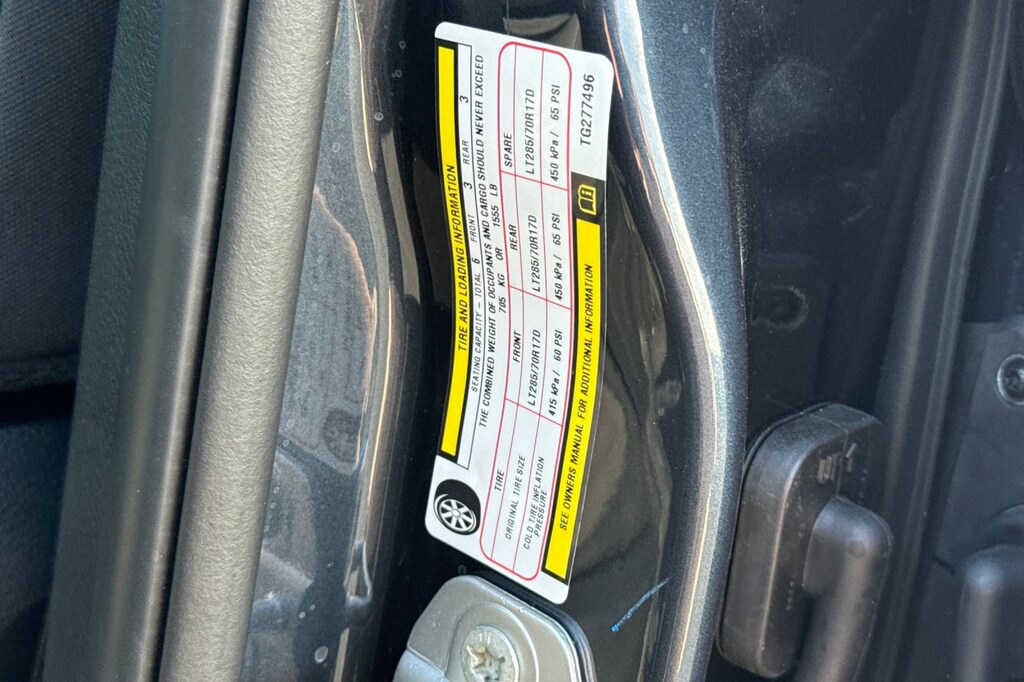 TIRE AND LOADING INFORMATION
SEATING CAPACITY - TOTAL 6 FRONT 3 REAR 3
THE COMBINED WEIGHT OF OCCUPANTS AND CARGO SHOULD NEVER EXCEED
705 KG OR 1555 LB
TIRE FRONT REAR SPARE
ORIGINAL TIRE SIZE LT285/70R17D LT285/70R17D LT285/70R17D
COLD TIRE INFLATION
PRESSURE 415 kPa / 60 PSI 450 kPa / 65 PSI 450 kPa / 65 PSI
SEE OWNERS MANUAL FOR ADDITIONAL INFORMATION
TG277496